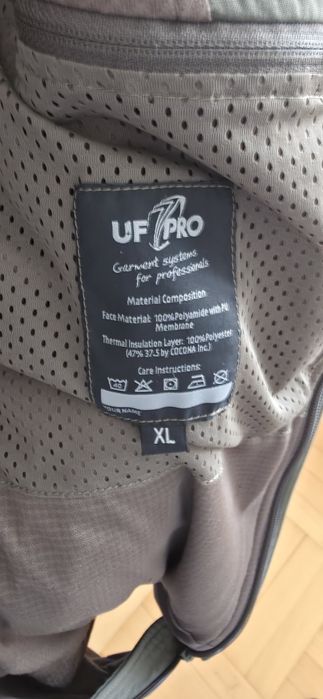 UF PRO
Garment systems
for professionals
Material Composition
Face Material: 100%Polyamide with PU
Membrane
Thermal Insulation Layer: 100%Polyester
(47% 37.5 by COCONA Inc.)
Care Instructions:
40
YOUR NAME
XL